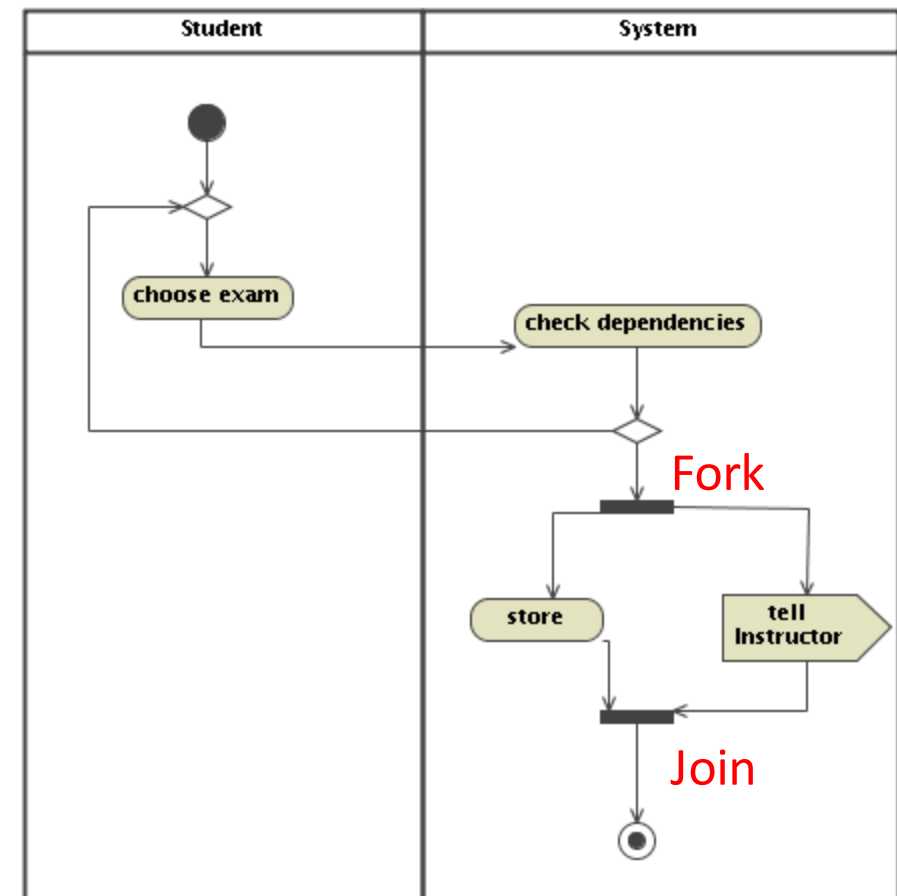 Student
System
choose exam
check dependencies
Fork
store
tell
Instructor
Join